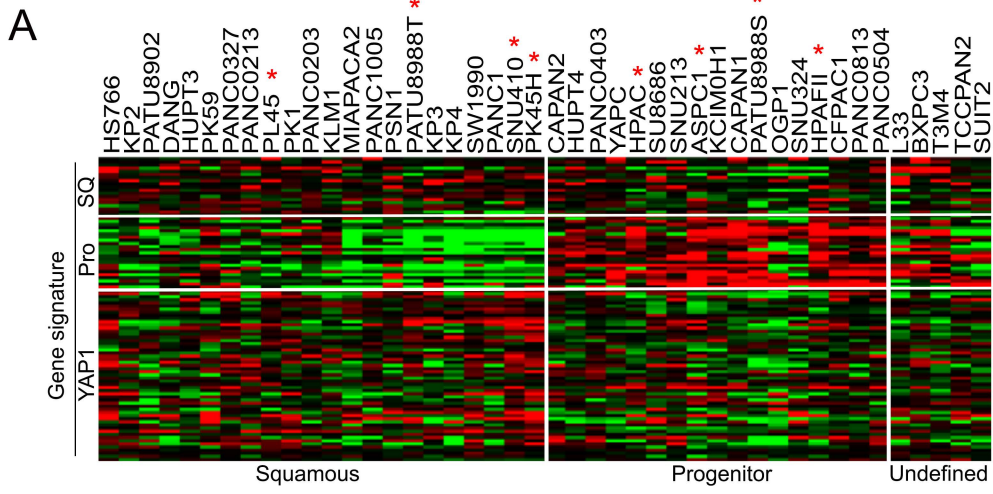 A
HS766
KP2
PATU8902
DANG
HUPT3
PK59
PANC0327
PANC0213
PL45 *
PK1
PANC0203
KLM1
MIAPACA2
PANC1005
PSN1
PATU8988T *
KP3
KP4
SW1990
PANC1
SNU410 *
PK45H *
CAPAN2
HUPT4
PANC0403
YAPC
HPAC *
SU8686
SNU213
ASPC1 *
KCIM0H1
CAPAN1
PATU8988S *
OGP1
SNU324
HPAFII *
CFPAC1
PANC0813
PANC0504
L33
BXPC3
T3M4
TCCPAN2
SUIT2
Gene signature
SQ
Pro
YAP1
Squamous
Progenitor
Undefined